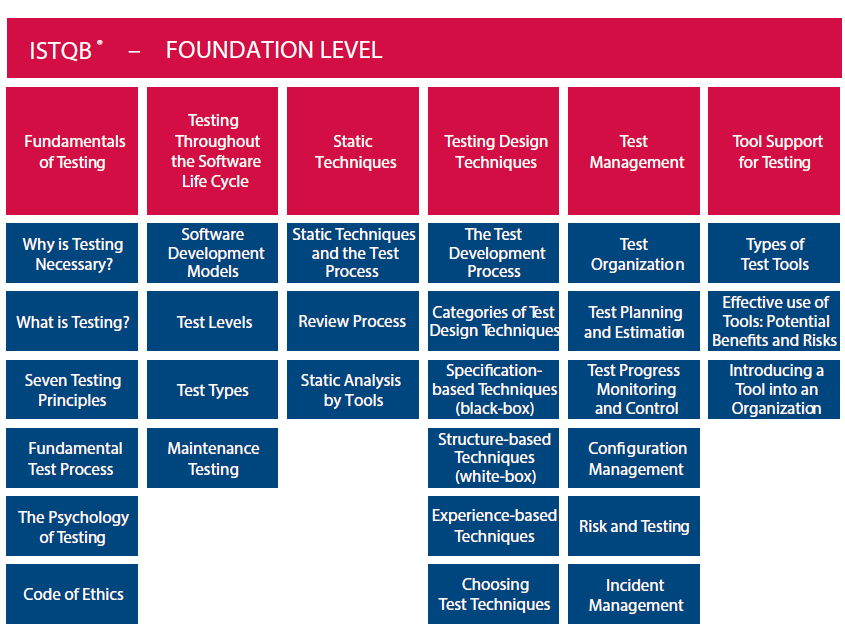 ISTQB® – FOUNDATION LEVEL
Fundamentals
of Testing
Testing
Throughout
the Software
Life Cycle
Static
Techniques
Testing Design
Techniques
Test
Management
Tool Support
for Testing
Why is Testing
Necessary?
Software
Development
Models
Static Techniques
and the Test
Process
The Test
Development
Process
Test
Organization
Types of
Test Tools
What is Testing?
Test Levels
Review Process
Categories of Test
Design Techniques
Test Planning
and Estimation
Effective use of
Tools: Potential
Benefits and Risks
Seven Testing
Principles
Test Types
Static Analysis
by Tools
Specification-
based Techniques
(black-box)
Test Progress
Monitoring
and Control
Introducing a
Tool into an
Organization
Fundamental
Test Process
Maintenance
Testing
Structure-based
Techniques
(white-box)
Configuration
Management
The Psychology
of Testing
Experience-based
Techniques
Risk and Testing
Code of Ethics
Choosing
Test Techniques
Incident
Management